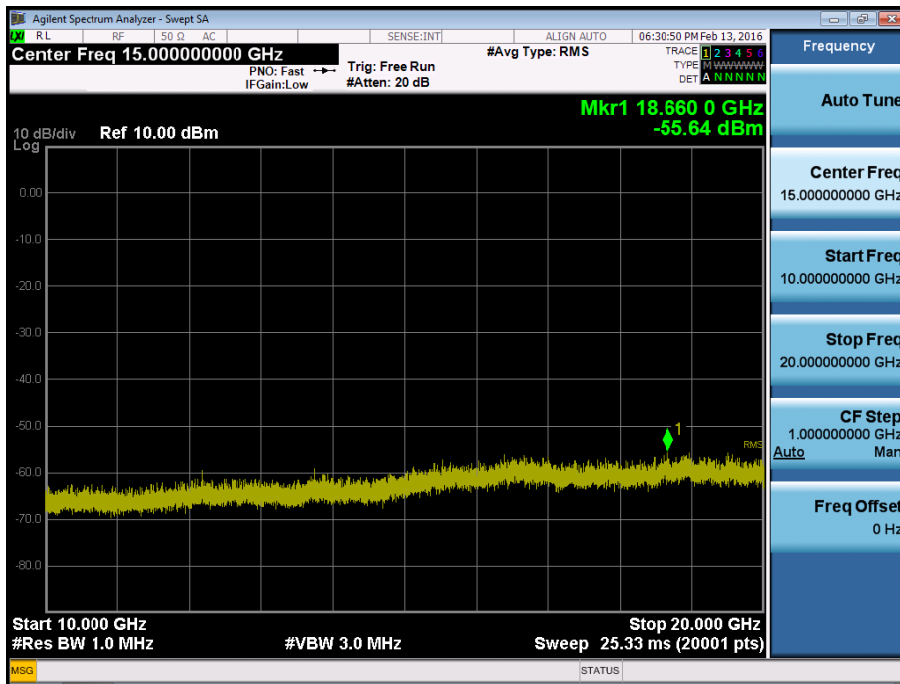 Agilent Spectrum Analyzer - Swept SA
LXI RL RF 50 Ω AC SENSE:INT ALIGN AUTO 06:30:50 PM Feb 13, 2016
Center Freq 15.000000000 GHz
PNO: Fast
IFGain:Low
Trig: Free Run
#Atten: 20 dB
#Avg Type: RMS
TRACE 1 2 3 4 5 6
TYPE M W W W W W
DET A N N N N N
Mkr1 18.660 0 GHz
-55.64 dBm
10 dB/div Ref 10.00 dBm
Log
0.00
-10.0
-20.0
-30.0
-40.0
-50.0
-60.0
-70.0
-80.0
1
RMS
Start 10.000 GHz Stop 20.000 GHz
#Res BW 1.0 MHz #VBW 3.0 MHz Sweep 25.33 ms (20001 pts)
MSG STATUS
Frequency
Auto Tune
Center Freq
15.000000000 GHz
Start Freq
10.000000000 GHz
Stop Freq
20.000000000 GHz
CF Step
1.000000000 GHz
Auto Man
Freq Offset
0 Hz